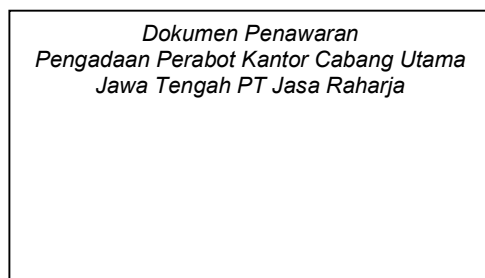 Dokumen Penawaran
Pengadaan Perabot Kantor Cabang Utama
Jawa Tengah PT Jasa Raharja